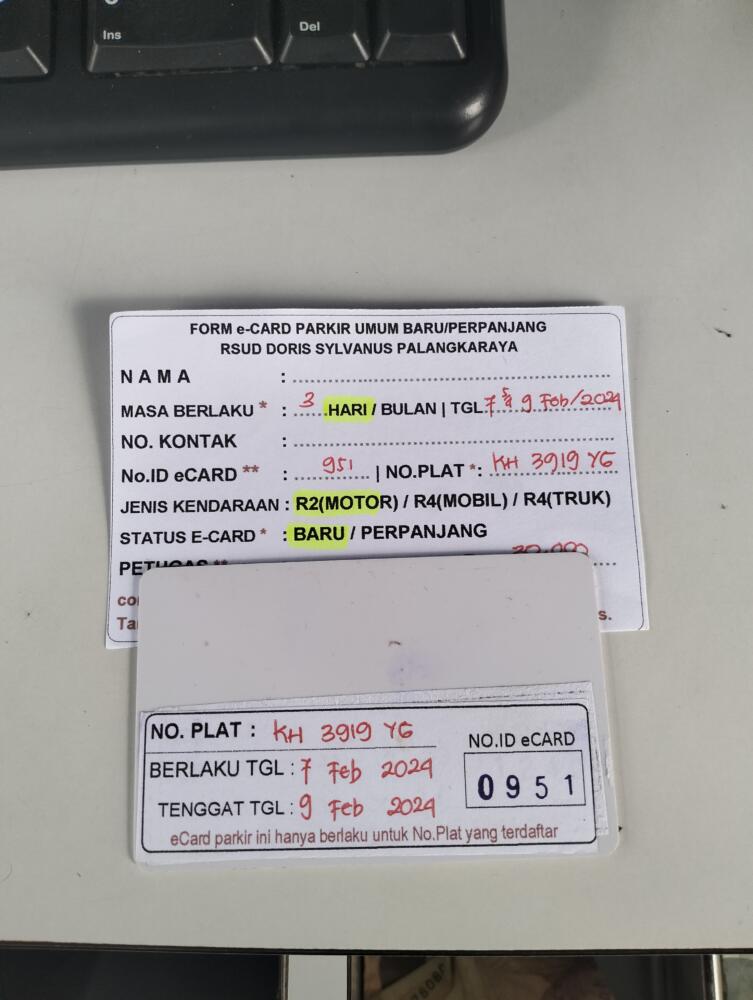 Ins
Del
FORM e-CARD PARKIR UMUM BARU/PERPANJANG
RSUD DORIS SYLVANUS PALANGKARAYA
N A M A :
MASA BERLAKU * : 3 HARI / BULAN | TGL. 7 s/d 9 Feb/2024
NO. KONTAK :
No.ID eCARD ** : 951 | NO.PLAT *: KH 3919 YG
JENIS KENDARAAN : R2(MOTOR) / R4(MOBIL) / R4(TRUK)
STATUS E-CARD * : BARU / PERPANJANG
PETUGAS **
NO. PLAT : KH 3919 YG
NO.ID eCARD
BERLAKU TGL : 7 Feb 2024
0951
TENGGAT TGL : 9 Feb 2024
eCard parkir ini hanya berlaku untuk No.Plat yang terdaftar